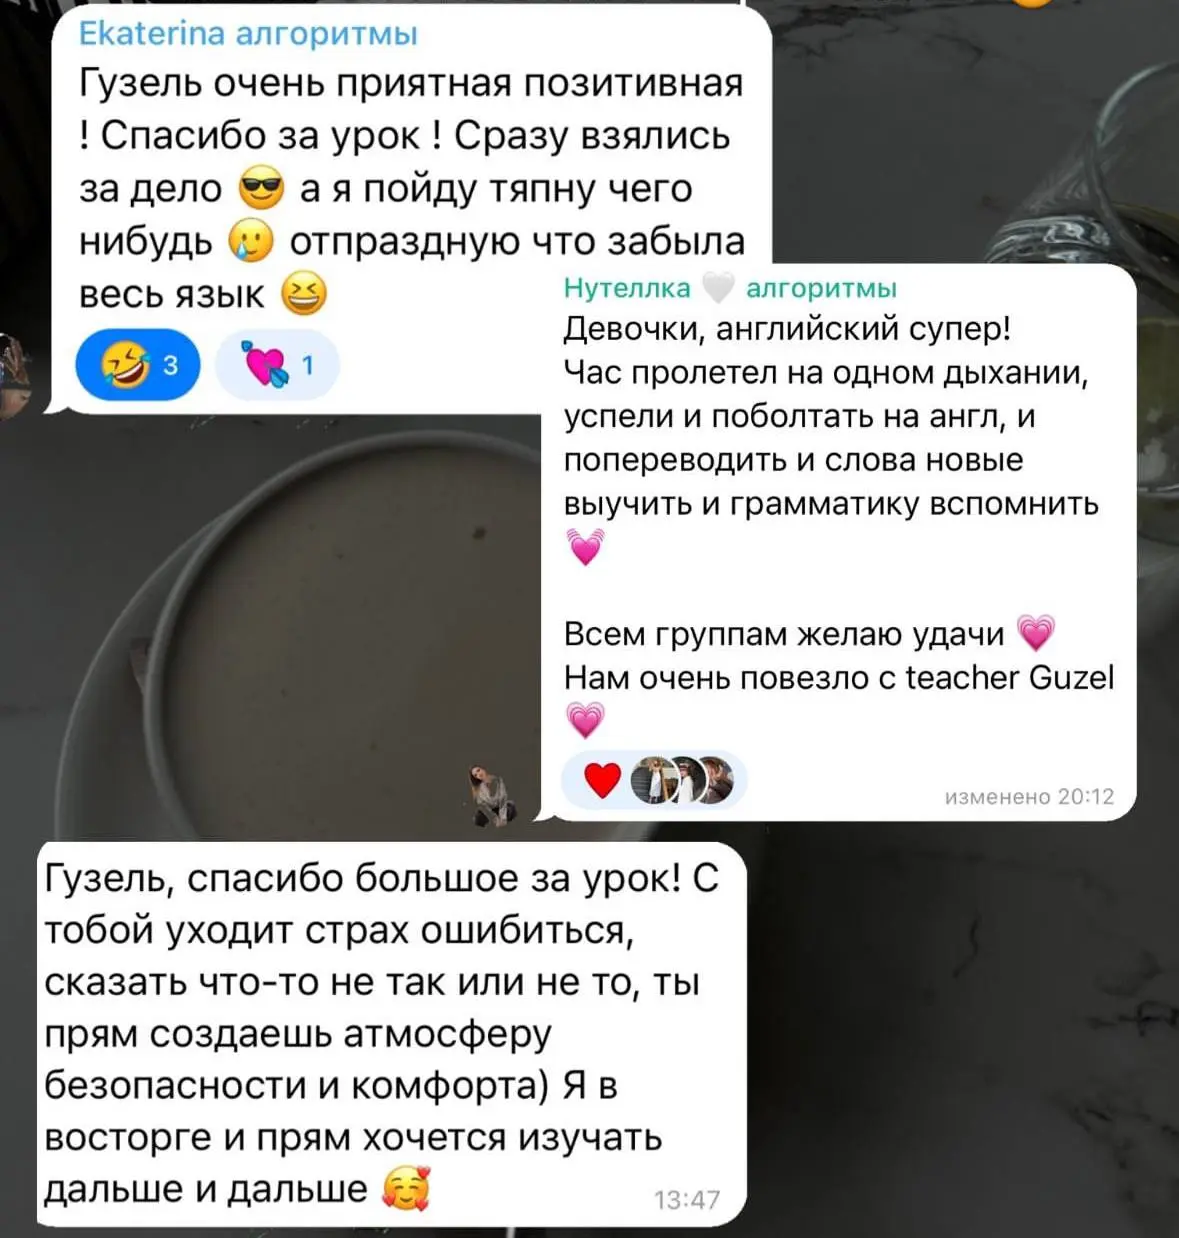 Ekaterina алгоритмы
Гузель очень приятная позитивная
! Спасибо за урок ! Сразу взялись
за дело 😎 а я пойду тяпну чего
нибудь 🥲 отпраздную что забыла
весь язык 😆
🤣 3 💘 1
Нутеллка 🤍 алгоритмы
Девочки, английский супер!
Час пролетел на одном дыхании,
успели и поболтать на англ, и
попереводить и слова новые
выучить и грамматику вспомнить
💓
Всем группам желаю удачи 💗
Нам очень повезло с teacher Guzel
💗
❤️
изменено 20:12
Гузель, спасибо большое за урок! С
тобой уходит страх ошибиться,
сказать что-то не так или не то, ты
прям создаешь атмосферу
безопасности и комфорта) Я в
восторге и прям хочется изучать
дальше и дальше 🥰
13:47